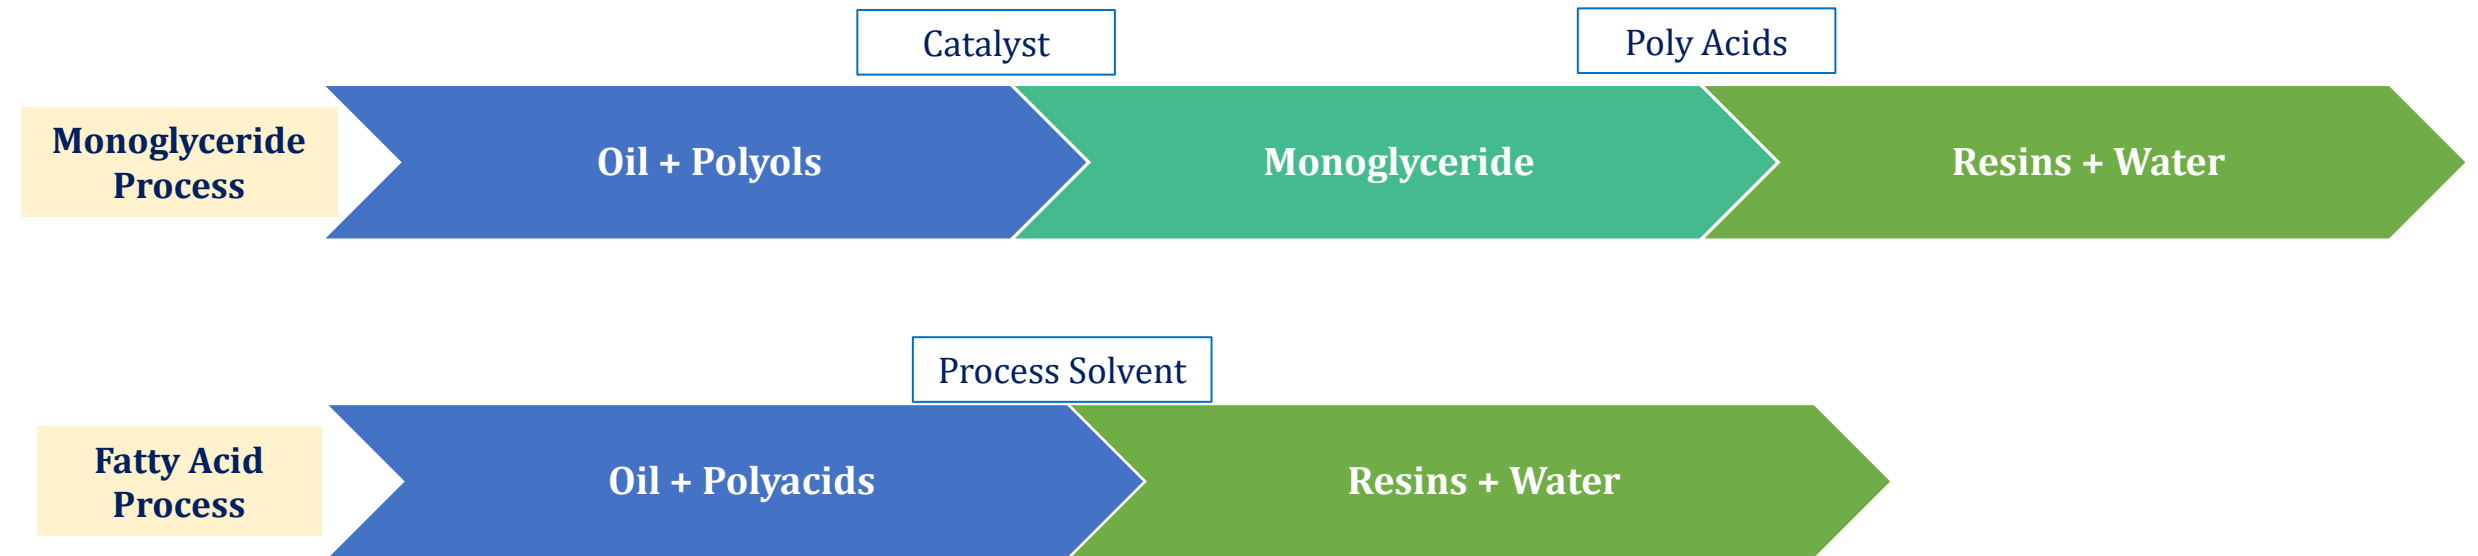 Catalyst
Poly Acids
Monoglyceride
Process
Oil + Polyols
Monoglyceride
Resins + Water
Process Solvent
Fatty Acid
Process
Oil + Polyacids
Resins + Water